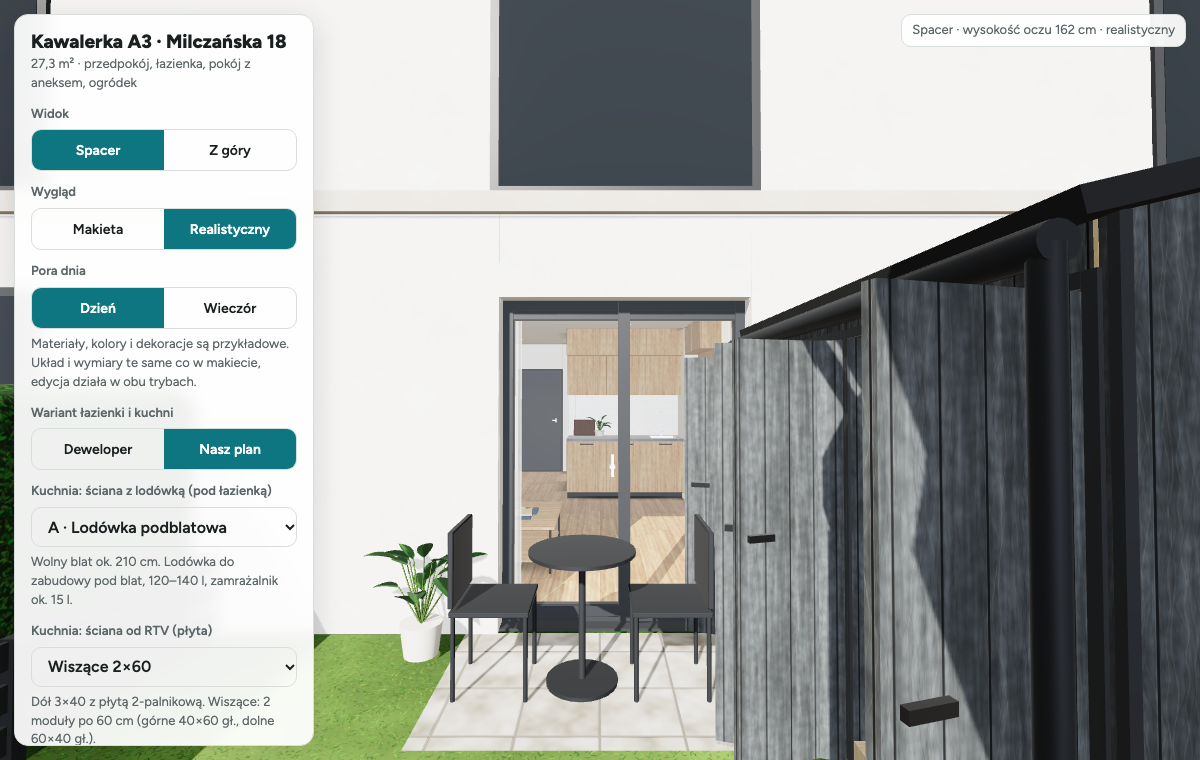 Kawalerka A3 · Milczańska 18
27,3 m² · przedpokój, łazienka, pokój z
aneksem, ogródek
Widok
Spacer
Z góry
Wygląd
Makieta
Realistyczny
Pora dnia
Dzień
Wieczór
Materiały, kolory i dekoracje są przykładowe.
Układ i wymiary te same co w makiecie,
edycja działa w obu trybach.
Wariant łazienki i kuchni
Deweloper
Nasz plan
Kuchnia: ściana z lodówką (pod łazienką)
A · Lodówka podblatowa
Wolny blat ok. 210 cm. Lodówka do
zabudowy pod blat, 120–140 l, zamrażalnik
ok. 15 l.
Kuchnia: ściana od RTV (płyta)
Wiszące 2×60
Dół 3×40 z płytą 2-palnikową. Wiszące: 2
moduły po 60 cm (górne 40×60 gł., dolne
60×40 gł.).
Spacer · wysokość oczu 162 cm · realistyczny